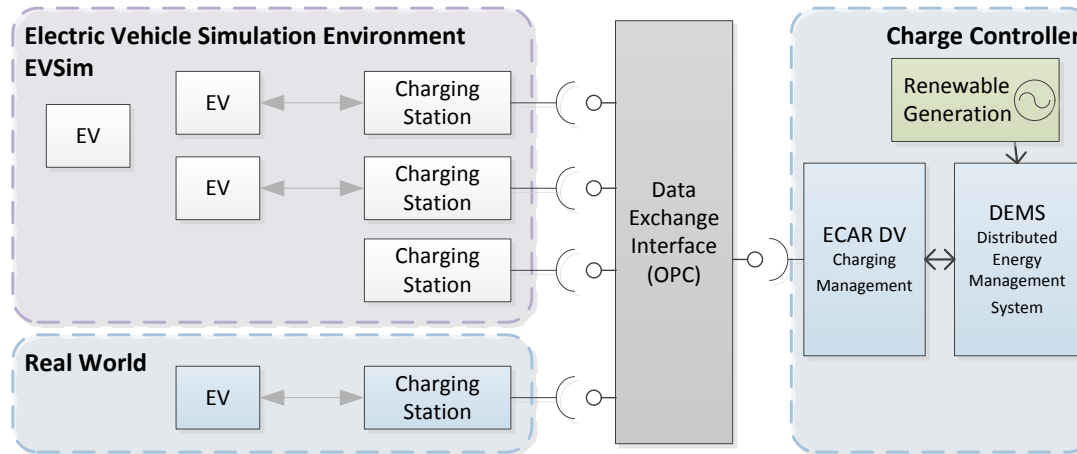 Electric Vehicle Simulation Environment
EVSim
EV
EV
Charging
Station
EV
Charging
Station
Charging
Station
Real World
EV
Charging
Station
Data
Exchange
Interface
(OPC)
Charge Controller
Renewable
Generation
ECAR DV
Charging
Management
DEMS
Distributed
Energy
Management
System